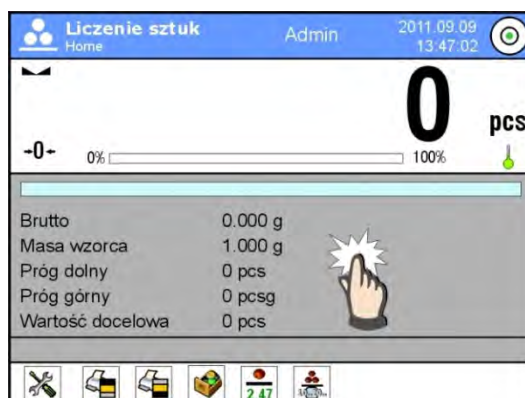 Liczenie sztuk
Home
Admin
2011.09.09
13:47:02
0
pcs
→0←
0%
100%
Brutto 0.000 g
Masa wzorca 1.000 g
Próg dolny 0 pcs
Próg górny 0 pcsg
Wartość docelowa 0 pcs
2.47